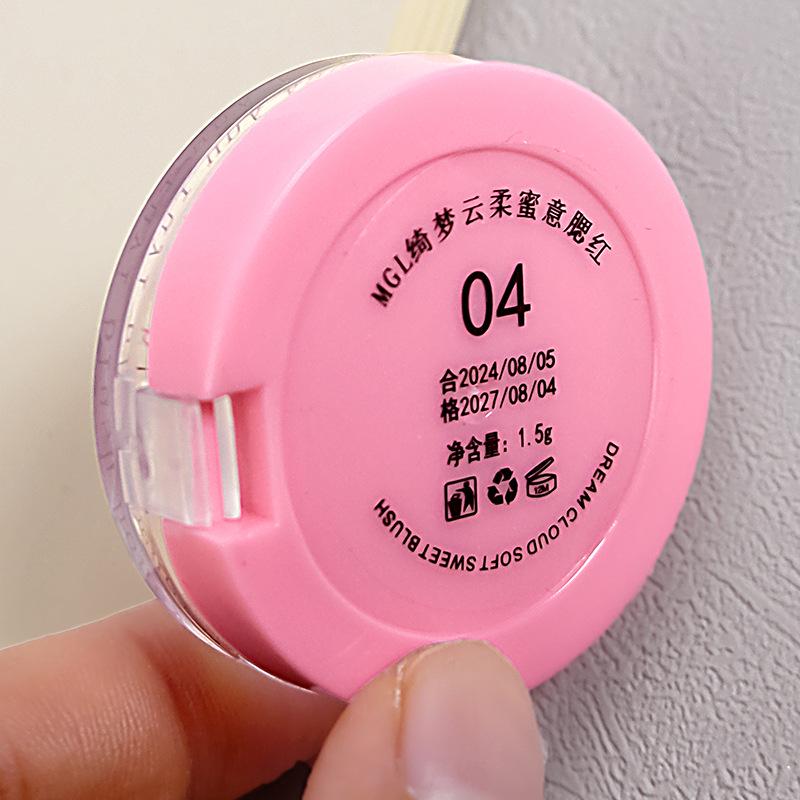 MGL绮梦云柔蜜意腮红
04
合2024/08/05
格2027/08/04
净含量：1.5g
12M
DREAM CLOUD SOFT SWEET BLUSH